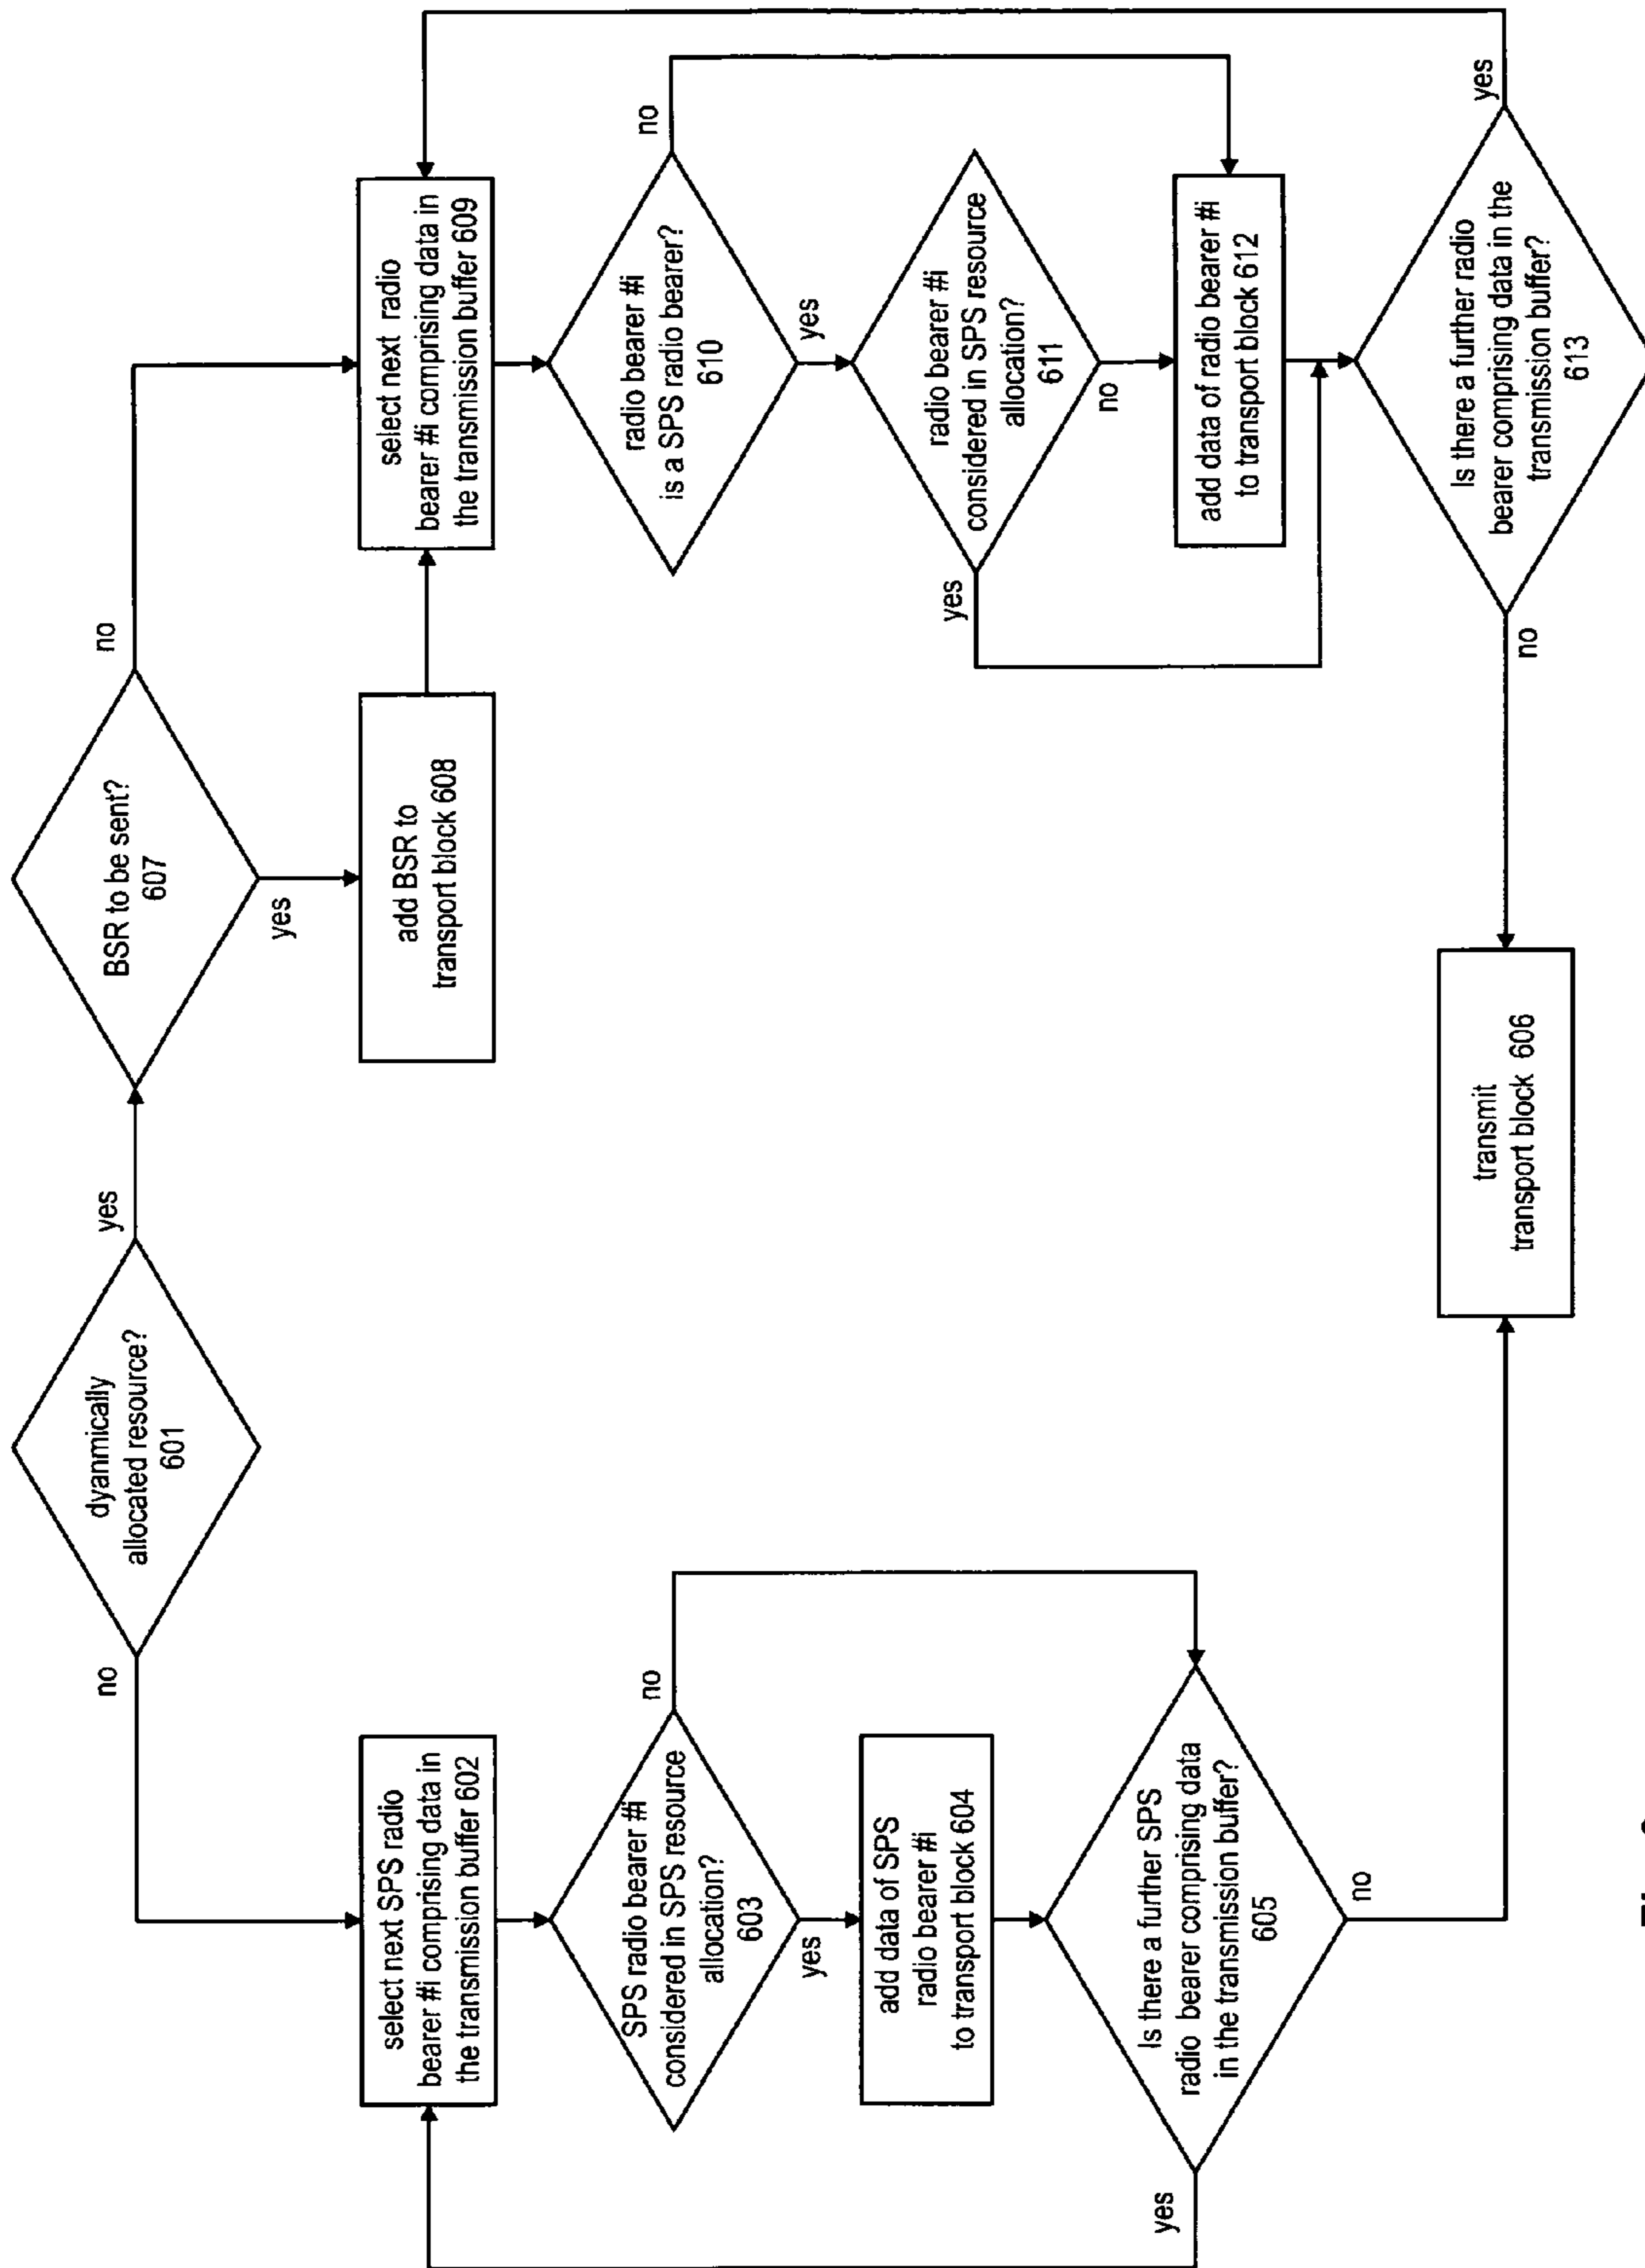 dyanmically
allocated resource?
601
no
yes
select next SPS radio
bearer #i comprising data in
the transmission buffer 602
SPS radio bearer #i
considered in SPS resource
allocation?
603
no
yes
add data of SPS
radio bearer #i
to transport block 604
Is there a further SPS
radio bearer comprising data
in the transmission buffer?
605
yes
no
transmit
transport block 606
BSR to be sent?
607
no
yes
add BSR to
transport block 608
select next radio
bearer #i comprising data in
the transmission buffer 609
radio bearer #i
is a SPS radio bearer?
610
no
yes
radio bearer #i
considered in SPS resource
allocation?
611
yes
no
add data of radio bearer #i
to transport block 612
Is there a further radio
bearer comprising data in the
transmission buffer?
613
yes
no